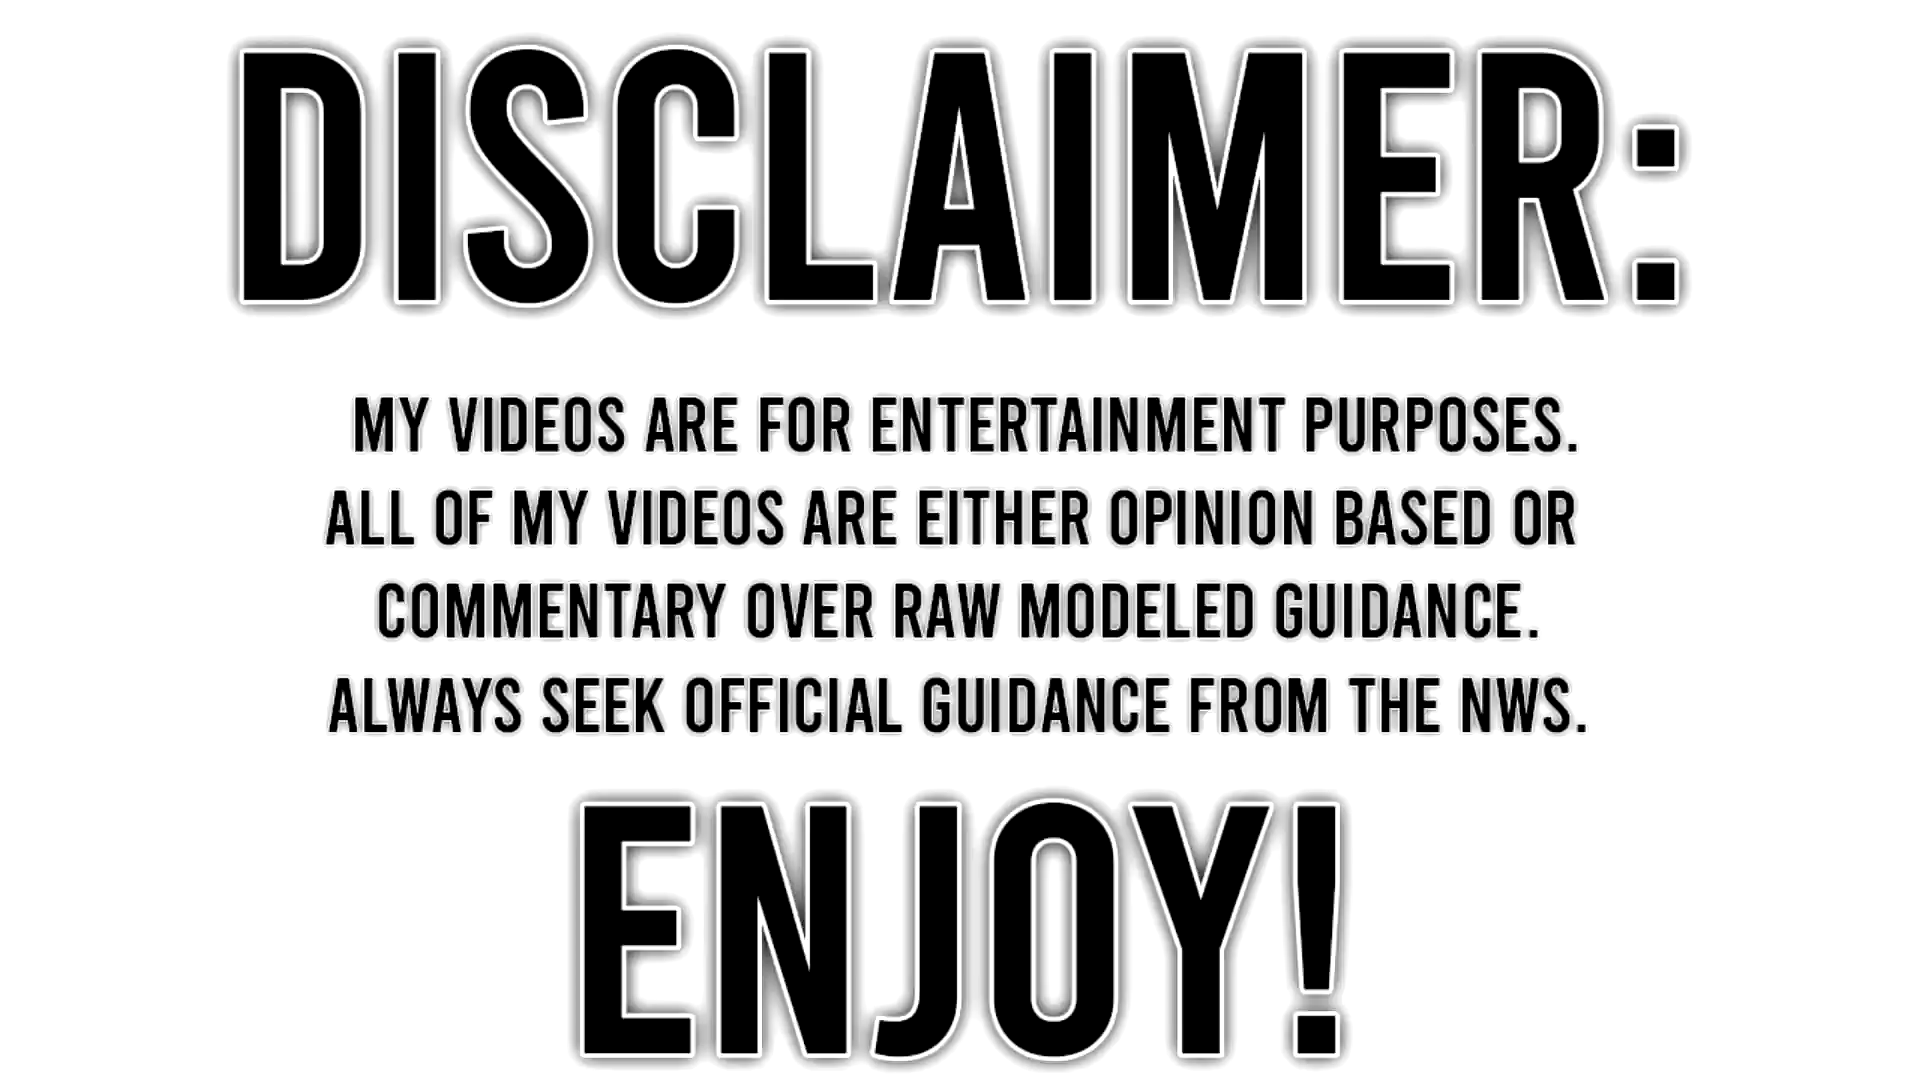 DISCLAIMER:
MY VIDEOS ARE FOR ENTERTAINMENT PURPOSES.
ALL OF MY VIDEOS ARE EITHER OPINION BASED OR
COMMENTARY OVER RAW MODELED GUIDANCE.
ALWAYS SEEK OFFICIAL GUIDANCE FROM THE NWS.
ENJOY!